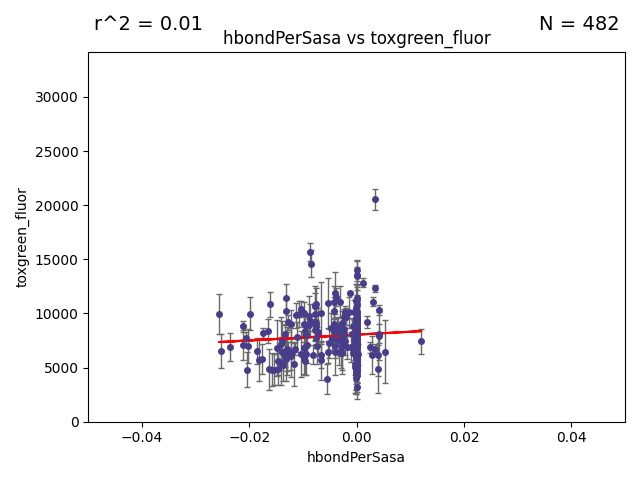 r^2 = 0.01
N = 482
hbondPerSasa vs toxgreen_fluor
toxgreen_fluor
30000
25000
20000
15000
10000
5000
0
−0.04
−0.02
0.00
0.02
0.04
hbondPerSasa